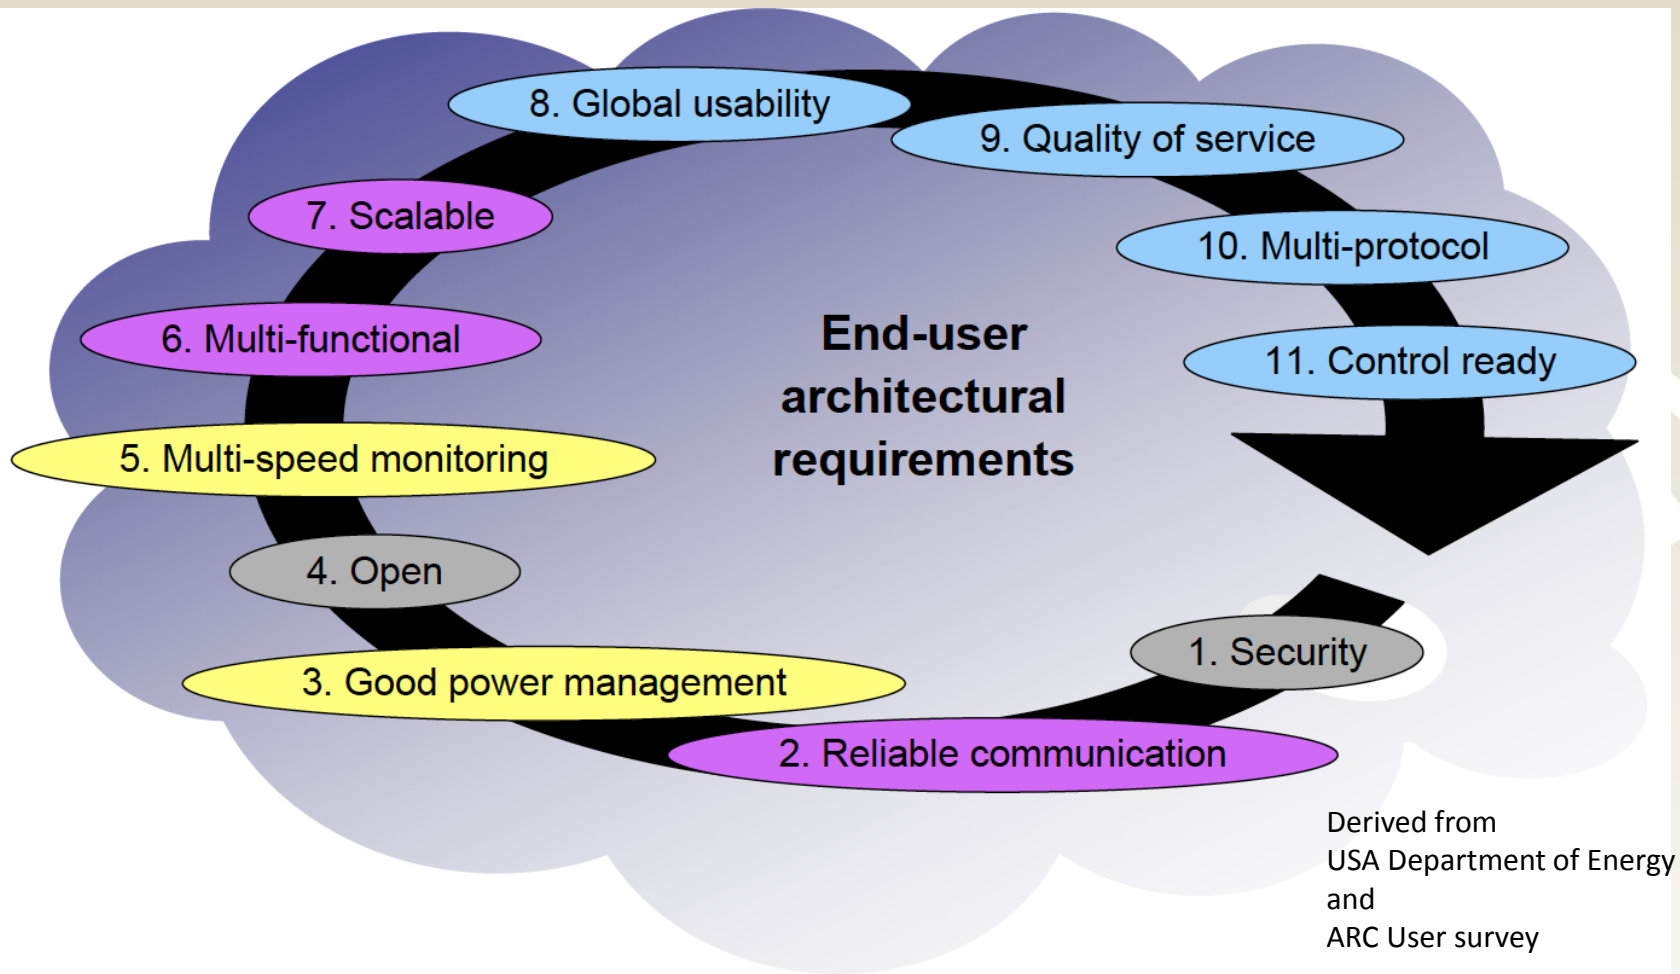 8. Global usability
9. Quality of service
7. Scalable
10. Multi-protocol
6. Multi-functional
11. Control ready
End-user
architectural
requirements
5. Multi-speed monitoring
4. Open
1. Security
3. Good power management
2. Reliable communication
Derived from
USA Department of Energy
and
ARC User survey